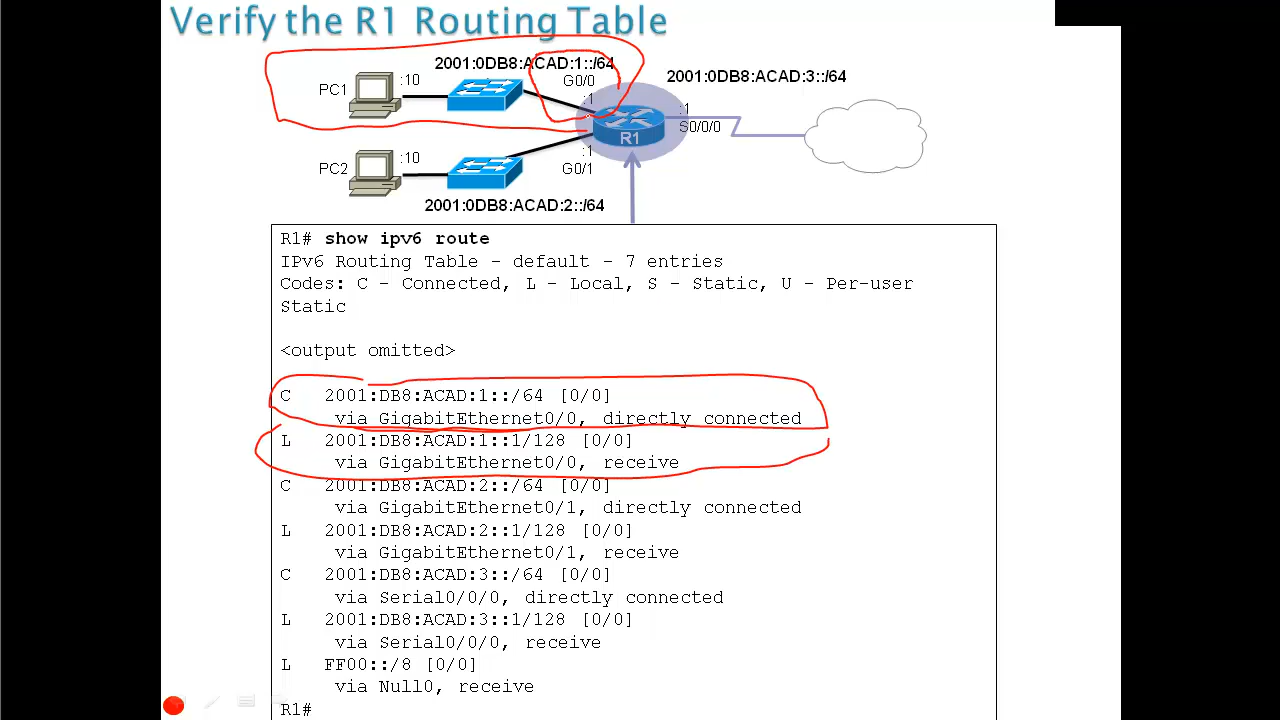 Verify the R1 Routing Table
2001:0DB8:ACAD:1::/64
2001:0DB8:ACAD:3::/64
PC1
:10
G0/0
:1
:1
S0/0/0
R1
PC2
:10
:1
G0/1
2001:0DB8:ACAD:2::/64
R1# show ipv6 route
IPv6 Routing Table - default - 7 entries
Codes: C - Connected, L - Local, S - Static, U - Per-user
Static
<output omitted>
C 2001:DB8:ACAD:1::/64 [0/0]
via GigabitEthernet0/0, directly connected
L 2001:DB8:ACAD:1::1/128 [0/0]
via GigabitEthernet0/0, receive
C 2001:DB8:ACAD:2::/64 [0/0]
via GigabitEthernet0/1, directly connected
L 2001:DB8:ACAD:2::1/128 [0/0]
via GigabitEthernet0/1, receive
C 2001:DB8:ACAD:3::/64 [0/0]
via Serial0/0/0, directly connected
L 2001:DB8:ACAD:3::1/128 [0/0]
via Serial0/0/0, receive
L FF00::/8 [0/0]
via Null0, receive
R1#